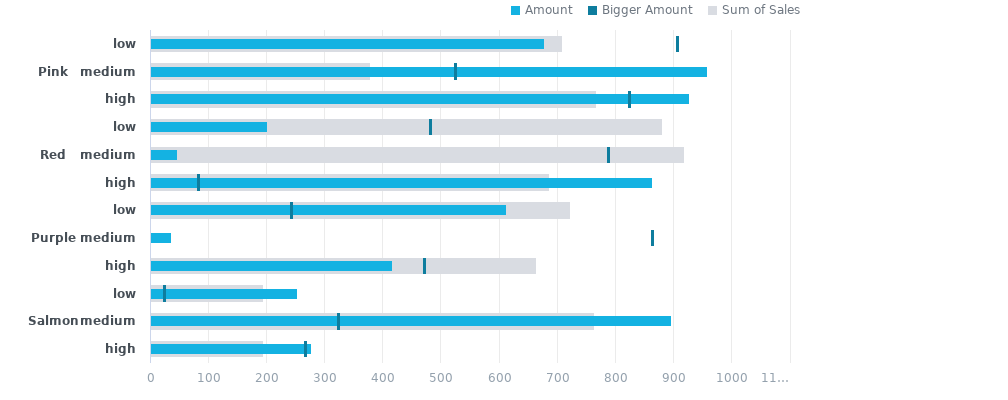 Amount Bigger Amount Sum of Sales
low
Pink medium
high
low
Red medium
high
low
Purple medium
high
low
Salmon medium
high
0 100 200 300 400 500 600 700 800 900 1000 11...